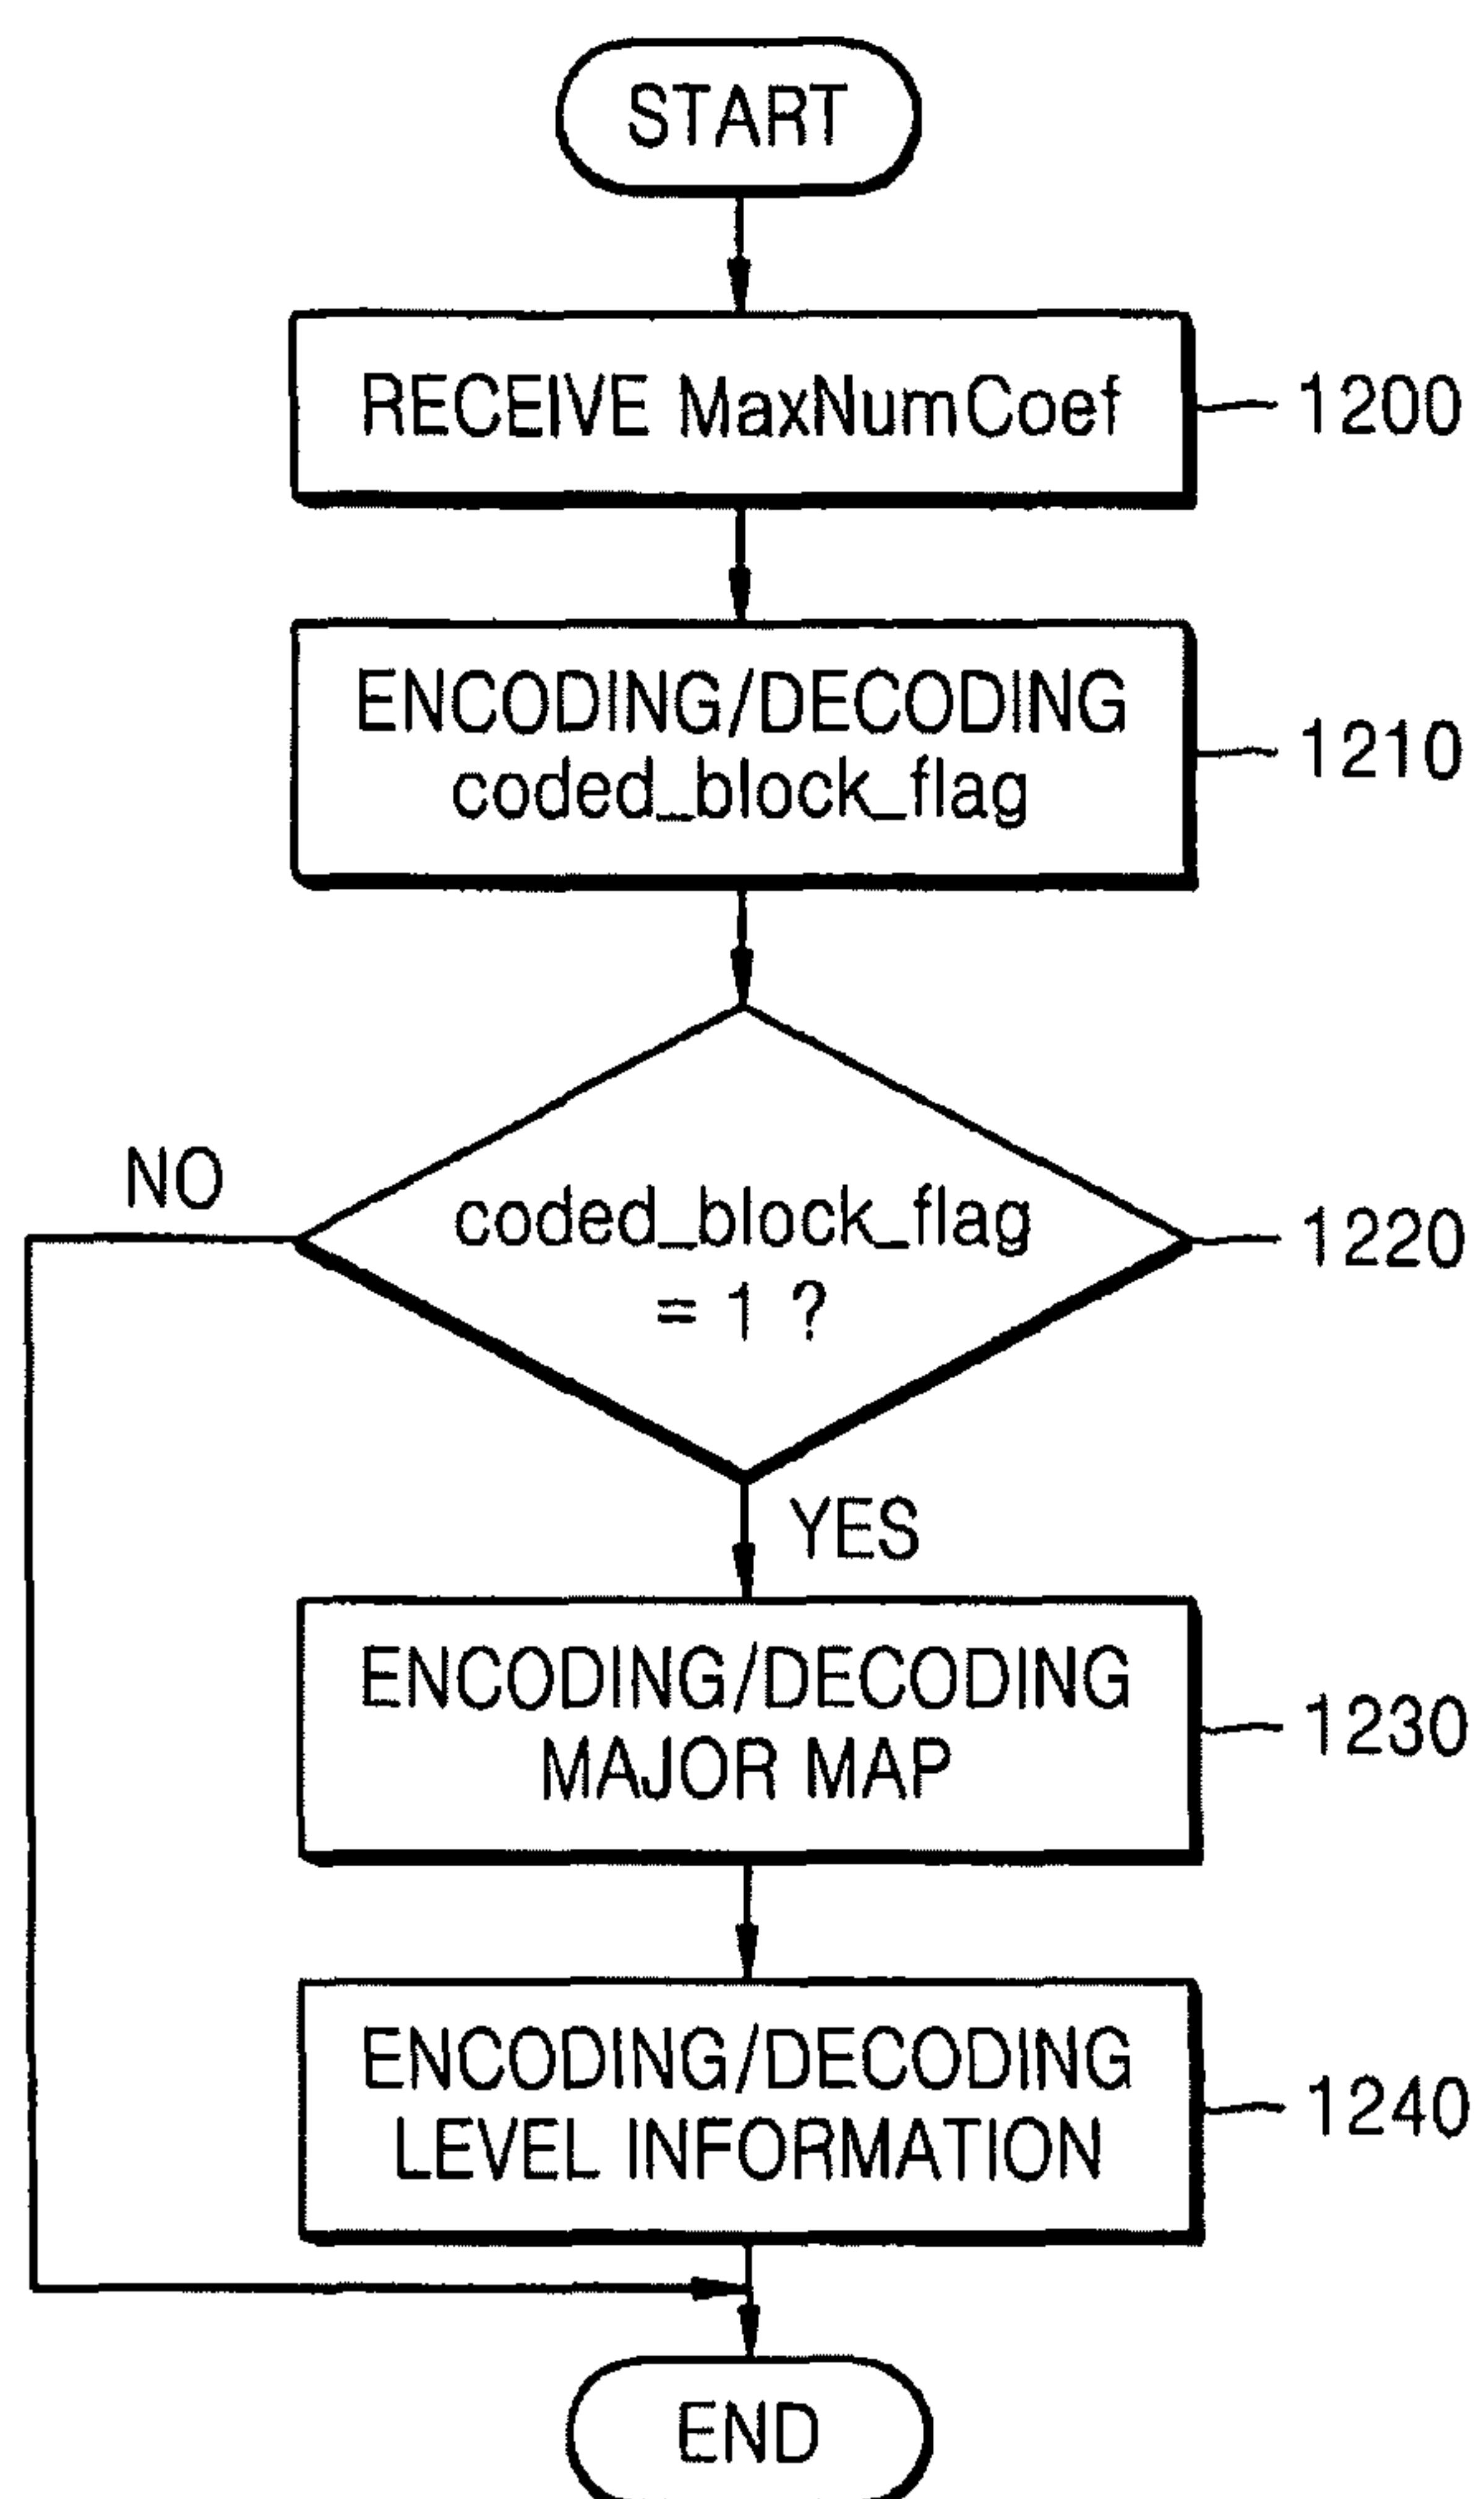 START
RECEIVE MaxNumCoef
1200
ENCODING/DECODING
coded_block_flag
1210
NO
coded_block_flag
= 1 ?
1220
YES
ENCODING/DECODING
MAJOR MAP
1230
ENCODING/DECODING
LEVEL INFORMATION
1240
END